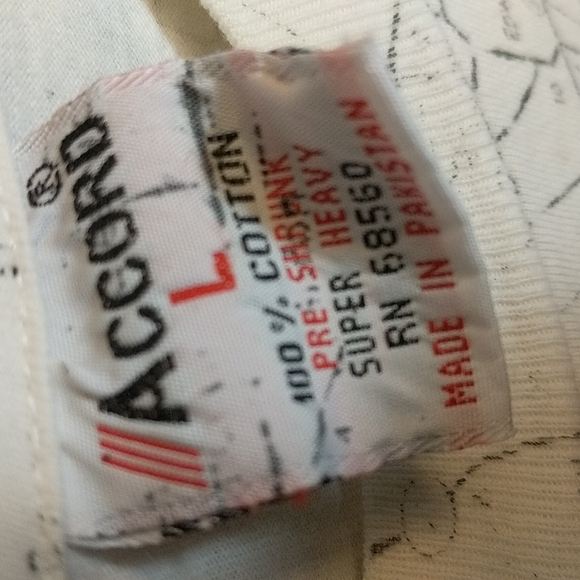 ACCORD®
L
100% COTTON
PRE-SHRUNK
SUPER HEAVY
RN 68560
MADE IN PAKISTAN